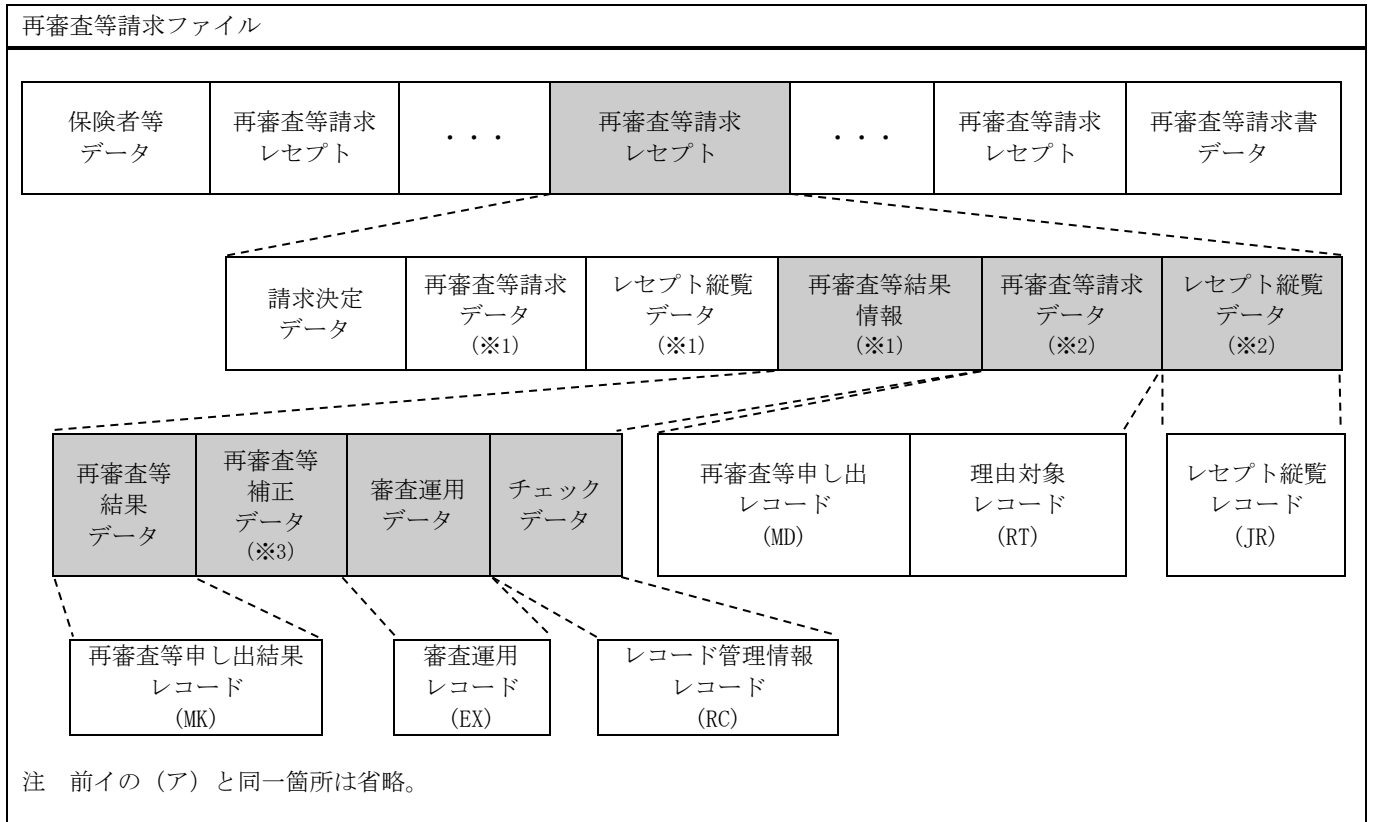 再審査等請求ファイル
保険者等
データ
再審査等請求
レセプト
・・・
再審査等請求
レセプト
・・・
再審査等請求
レセプト
再審査等請求書
データ
請求決定
データ
再審査等請求
データ
(※1)
レセプト縦覧
データ
(※1)
再審査等結果
情報
(※1)
再審査等請求
データ
(※2)
レセプト縦覧
データ
(※2)
再審査等
結果
データ
再審査等
補正
データ
(※3)
審査運用
データ
チェック
データ
再審査等申し出
レコード
(MD)
理由対象
レコード
(RT)
レセプト縦覧
レコード
(JR)
再審査等申し出結果
レコード
(MK)
審査運用
レコード
(EX)
レコード管理情報
レコード
(RC)
注　前イの（ア）と同一箇所は省略。